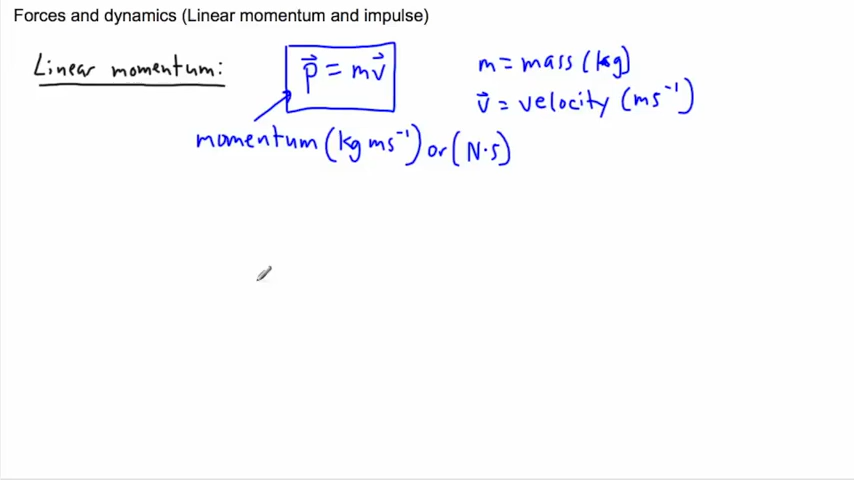 Forces and dynamics (Linear momentum and impulse)
Linear momentum: p⃗ = mv⃗ m = mass (kg)
v⃗ = velocity (ms⁻¹)
momentum (kg ms⁻¹) or (N·s)